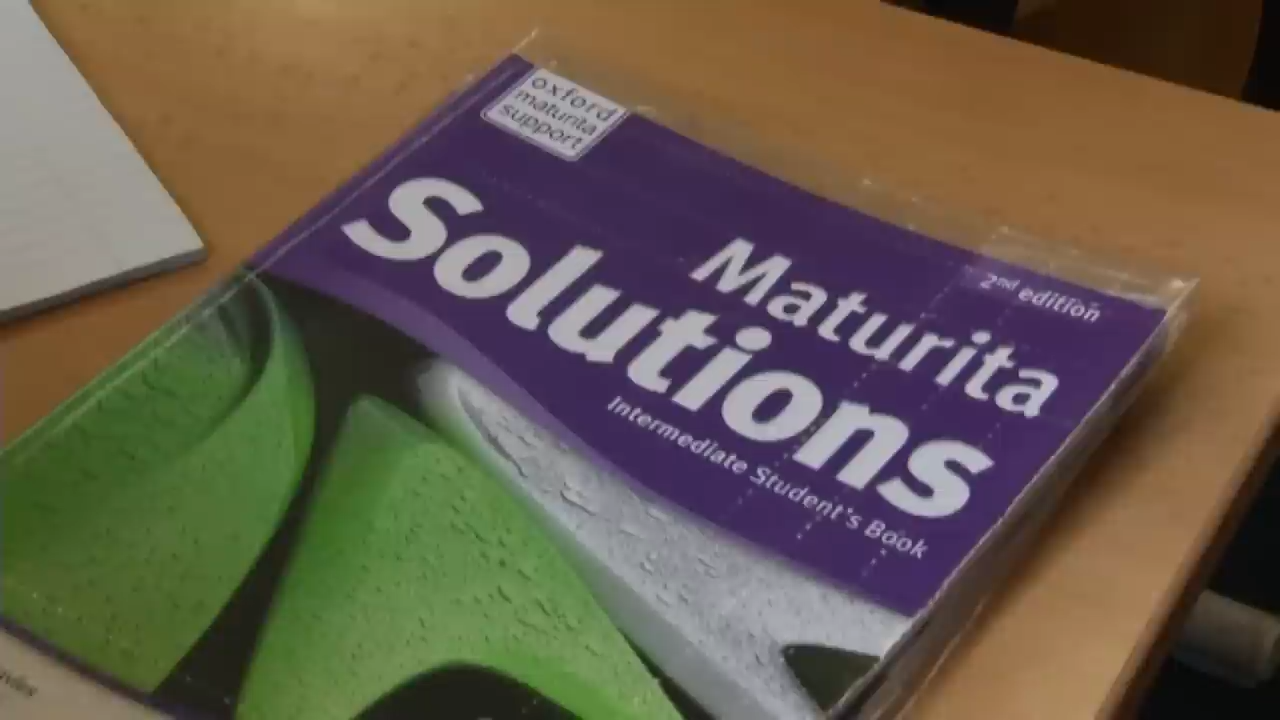 oxford
maturita
support
Maturita
Solutions
2nd edition
Intermediate Student's Book